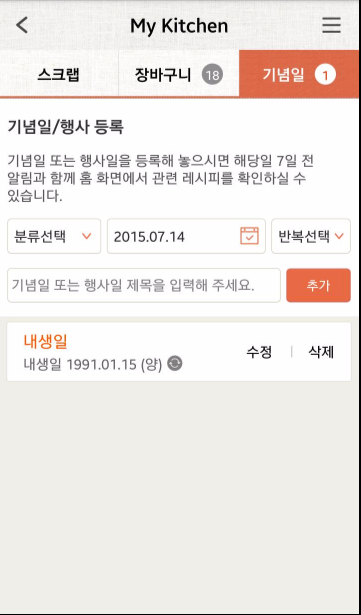 My Kitchen
스크랩
장바구니 18
기념일 1
기념일/행사 등록
기념일 또는 행사일을 등록해 놓으시면 해당일 7일 전
알림과 함께 홈 화면에서 관련 레시피를 확인하실 수
있습니다.
분류선택 2015.07.14 반복선택
기념일 또는 행사일 제목을 입력해 주세요. 추가
내생일
수정 | 삭제
내생일 1991.01.15 (양)